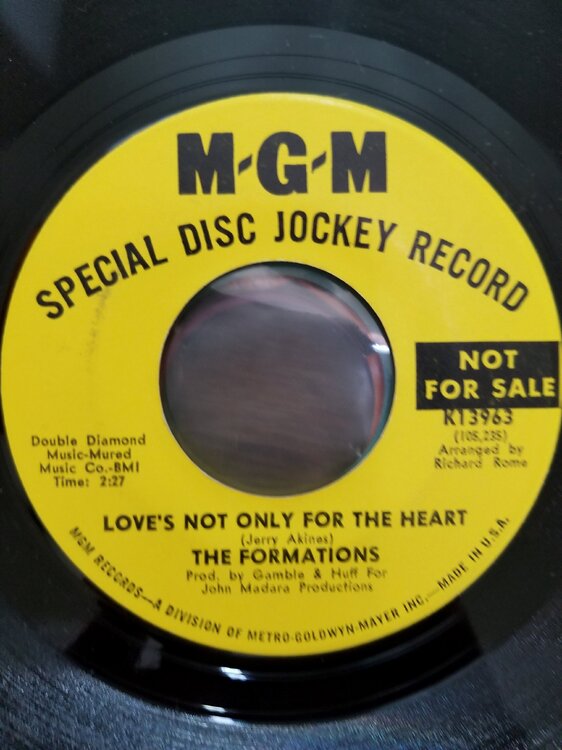 M-G-M
SPECIAL DISC JOCKEY RECORD
NOT
FOR SALE
K13963
(105,235)
Arranged by
Richard Rome
Double Diamond
Music-Mured
Music Co.-BMI
Time: 2:27
LOVE'S NOT ONLY FOR THE HEART
(Jerry Akines)
THE FORMATIONS
Prod. by Gamble & Huff For
John Madara Productions
MGM RECORDS—A DIVISION OF METRO-GOLDWYN-MAYER INC.—MADE IN U.S.A.